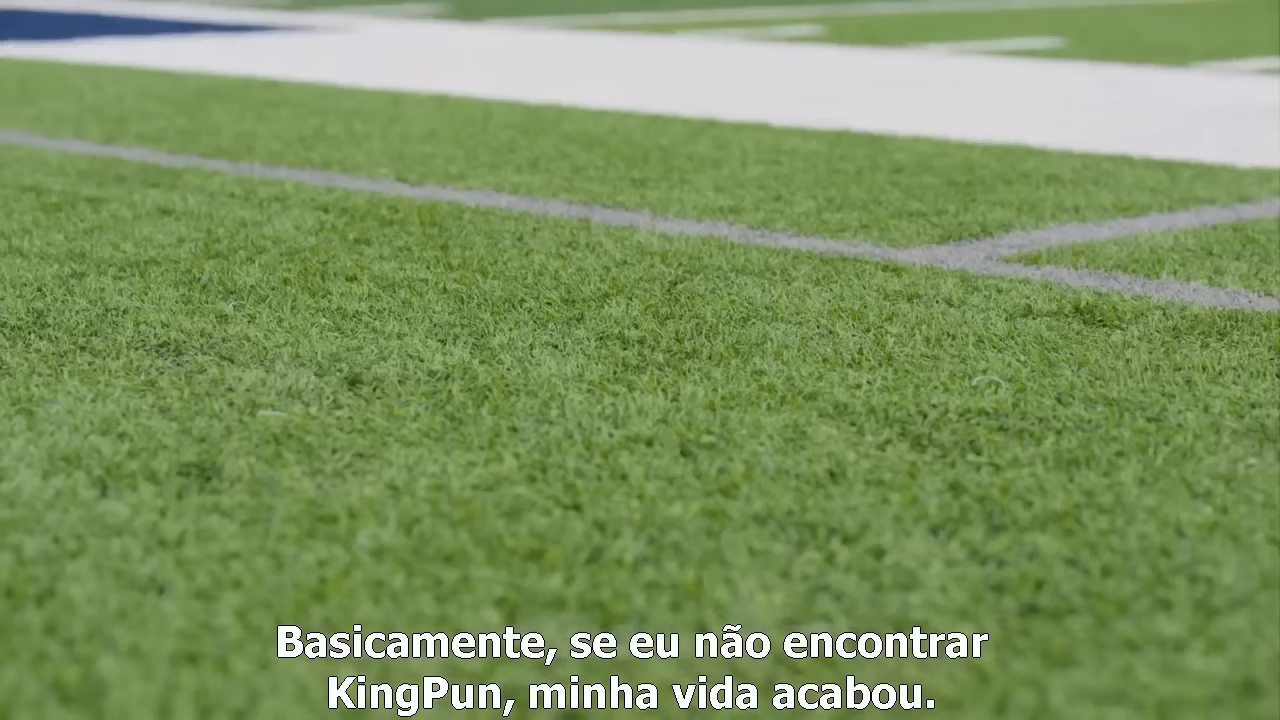 Basicamente, se eu não encontrar
KingPun, minha vida acabou.